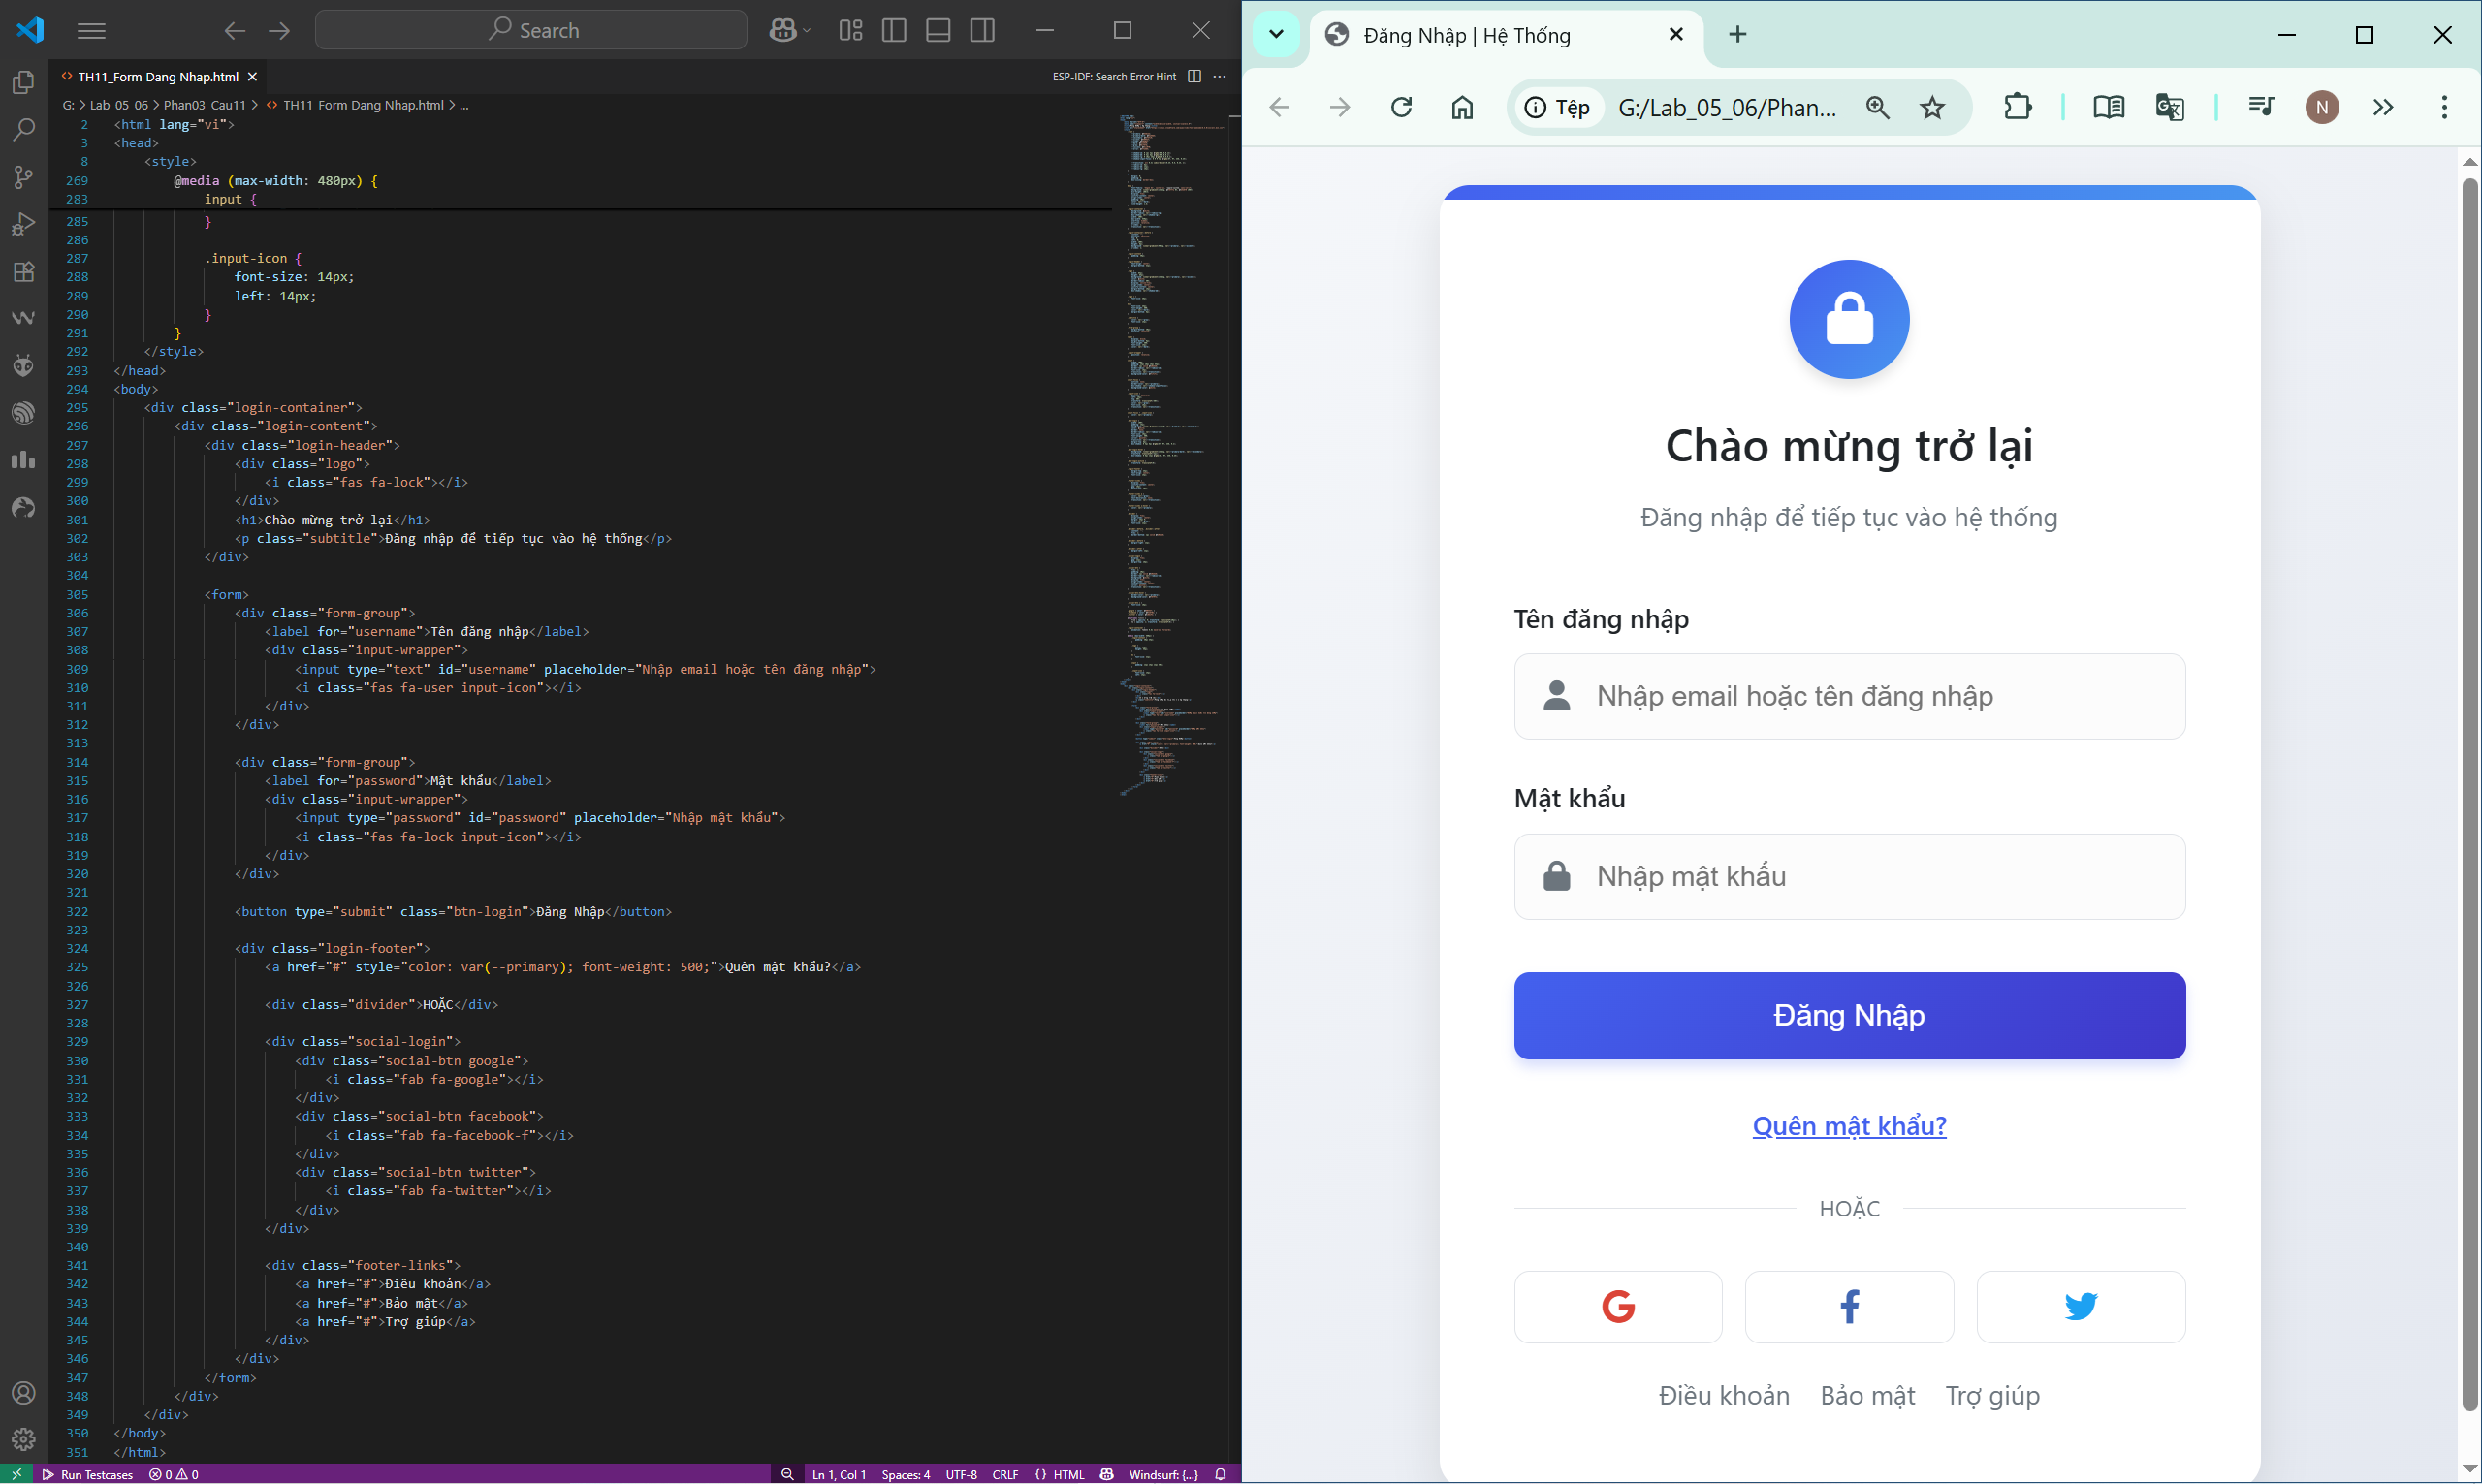 Search
TH11_Form Dang Nhap.html
ESP-IDF: Search Error Hint
G: > Lab_05_06 > Phan03_Cau11 > TH11_Form Dang Nhap.html > ...
2 <html lang="vi">
3 <head>
8 <style>
269 @media (max-width: 480px) {
283 input {
285 }
286
287 .input-icon {
288 font-size: 14px;
289 left: 14px;
290 }
291 }
292 </style>
293 </head>
294 <body>
295 <div class="login-container">
296 <div class="login-content">
297 <div class="login-header">
298 <div class="logo">
299 <i class="fas fa-lock"></i>
300 </div>
301 <h1>Chào mừng trở lại</h1>
302 <p class="subtitle">Đăng nhập để tiếp tục vào hệ thống</p>
303 </div>
304
305 <form>
306 <div class="form-group">
307 <label for="username">Tên đăng nhập</label>
308 <div class="input-wrapper">
309 <input type="text" id="username" placeholder="Nhập email hoặc tên đăng nhập">
310 <i class="fas fa-user input-icon"></i>
311 </div>
312 </div>
313
314 <div class="form-group">
315 <label for="password">Mật khẩu</label>
316 <div class="input-wrapper">
317 <input type="password" id="password" placeholder="Nhập mật khẩu">
318 <i class="fas fa-lock input-icon"></i>
319 </div>
320 </div>
321
322 <button type="submit" class="btn-login">Đăng Nhập</button>
323
324 <div class="login-footer">
325 <a href="#" style="color: var(--primary); font-weight: 500;">Quên mật khẩu?</a>
326
327 <div class="divider">HOẶC</div>
328
329 <div class="social-login">
330 <div class="social-btn google">
331 <i class="fab fa-google"></i>
332 </div>
333 <div class="social-btn facebook">
334 <i class="fab fa-facebook-f"></i>
335 </div>
336 <div class="social-btn twitter">
337 <i class="fab fa-twitter"></i>
338 </div>
339 </div>
340
341 <div class="footer-links">
342 <a href="#">Điều khoản</a>
343 <a href="#">Bảo mật</a>
344 <a href="#">Trợ giúp</a>
345 </div>
346 </div>
347 </form>
348 </div>
349 </div>
350 </body>
351 </html>
Run Testcases 0 0 Ln 1, Col 1 Spaces: 4 UTF-8 CRLF {} HTML Windsurf: {...}
Đăng Nhập | Hệ Thống
Tệp G:/Lab_05_06/Phan... N
Chào mừng trở lại
Đăng nhập để tiếp tục vào hệ thống
Tên đăng nhập
Nhập email hoặc tên đăng nhập
Mật khẩu
Nhập mật khẩu
Đăng Nhập
Quên mật khẩu?
HOẶC
Điều khoản Bảo mật Trợ giúp